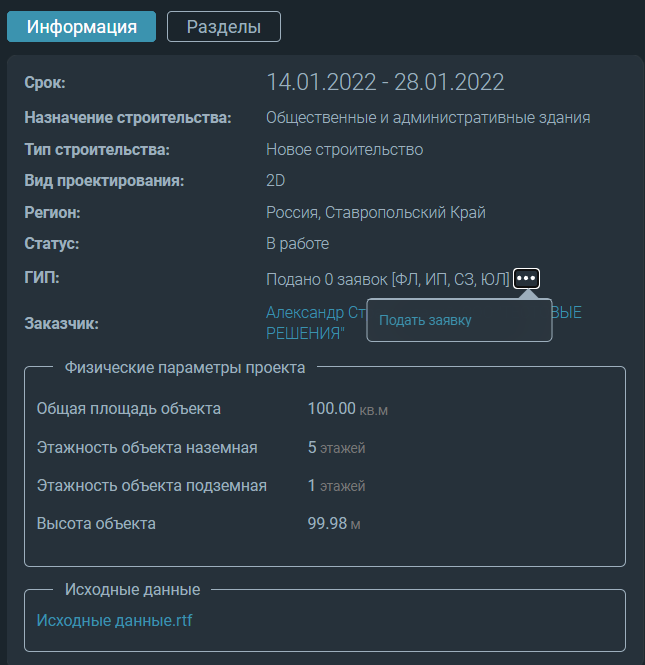 Информация Разделы
Срок: 14.01.2022 - 28.01.2022
Назначение строительства: Общественные и административные здания
Тип строительства: Новое строительство
Вид проектирования: 2D
Регион: Россия, Ставропольский Край
Статус: В работе
ГИП: Подано 0 заявок [ФЛ, ИП, СЗ, ЮЛ]
Подать заявку
Заказчик: Александр
РЕШЕНИЯ"
Физические параметры проекта
Общая площадь объекта 100.00 кв.м
Этажность объекта наземная 5 этажей
Этажность объекта подземная 1 этажей
Высота объекта 99.98 м
Исходные данные
Исходные данные.rtf